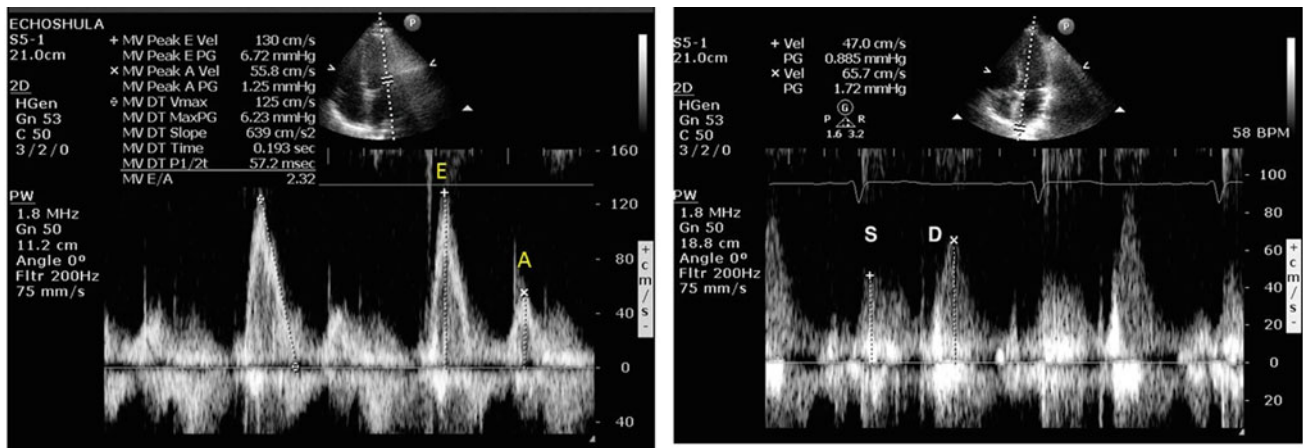 ECHOSHULA
S5-1
21.0cm
2D
HGen
Gn 53
C 50
3/2/0
PW
1.8 MHz
Gn 50
11.2 cm
Angle 0º
Fltr 200Hz
75 mm/s
+ MV Peak E Vel 130 cm/s
MV Peak E PG 6.72 mmHg
× MV Peak A Vel 55.8 cm/s
MV Peak A PG 1.25 mmHg
MV DT Vmax 125 cm/s
MV DT MaxPG 6.23 mmHg
MV DT Slope 639 cm/s2
MV DT Time 0.193 sec
MV DT P1/2t 57.2 msec
MV E/A 2.32
P
E
A
160
120
80
40
0
40
+
cm/s
-
S5-1
21.0cm
2D
HGen
Gn 53
C 50
3/2/0
PW
1.8 MHz
Gn 50
18.8 cm
Angle 0º
Fltr 200Hz
75 mm/s
+ Vel 47.0 cm/s
PG 0.885 mmHg
× Vel 65.7 cm/s
PG 1.72 mmHg
G
P R
1.6 3.2
P
58 BPM
S
D
100
80
60
40
20
0
20
+
cm/s
-